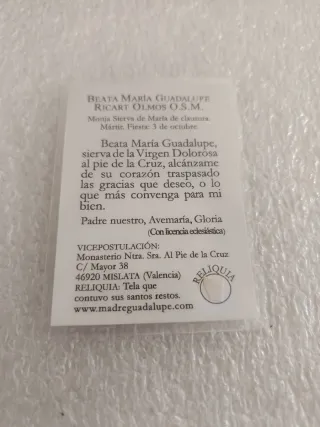 Beata María Guadalupe
Ricart Olmos O.S.M.
Monja Sierva de María de clausura
Mártir. Fiesta: 3 de octubre
Beata María Guadalupe,
sierva de la Virgen Dolorosa
al pie de la Cruz, alcánzame
de su corazón traspasado
las gracias que deseo, o lo
que más convenga para mi
bien.
Padre nuestro, Avemaría, Gloria
(Con licencia eclesiástica)
VICEPOSTULACIÓN:
Monasterio Ntra. Sra. Al Pie de la Cruz
C/ Mayor 38
46920 MISLATA (Valencia)
RELIQUIA: Tela que
contuvo sus santos restos.
www.madreguadalupe.com
RELIQUIA